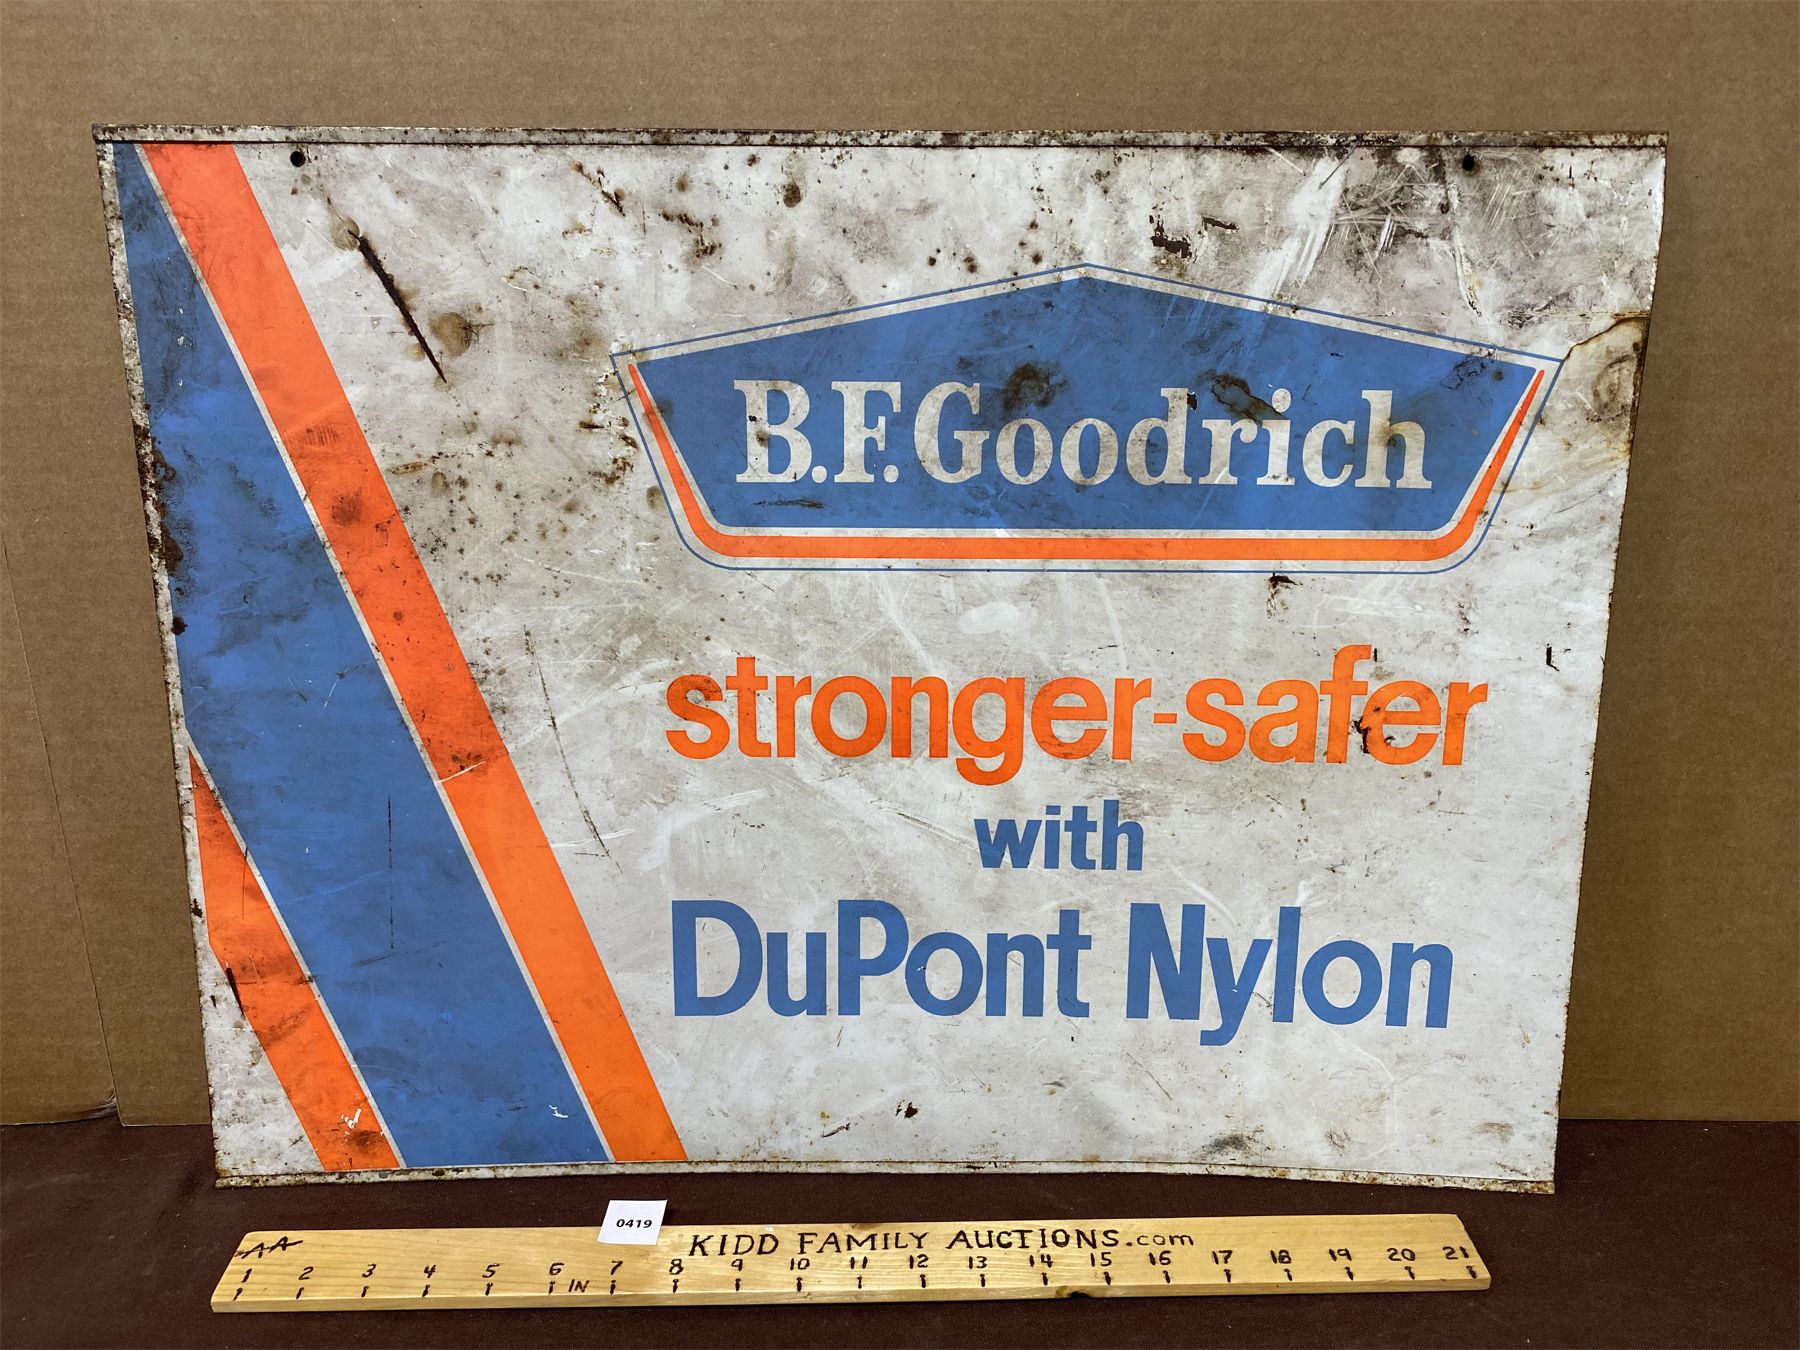 B.F.Goodrich
stronger-safer
with
DuPont Nylon
0419
AA
KIDD FAMILY AUCTIONS.com
1 2 3 4 5 6 IN 7 8 9 10 11 12 13 14 15 16 17 18 19 20 21